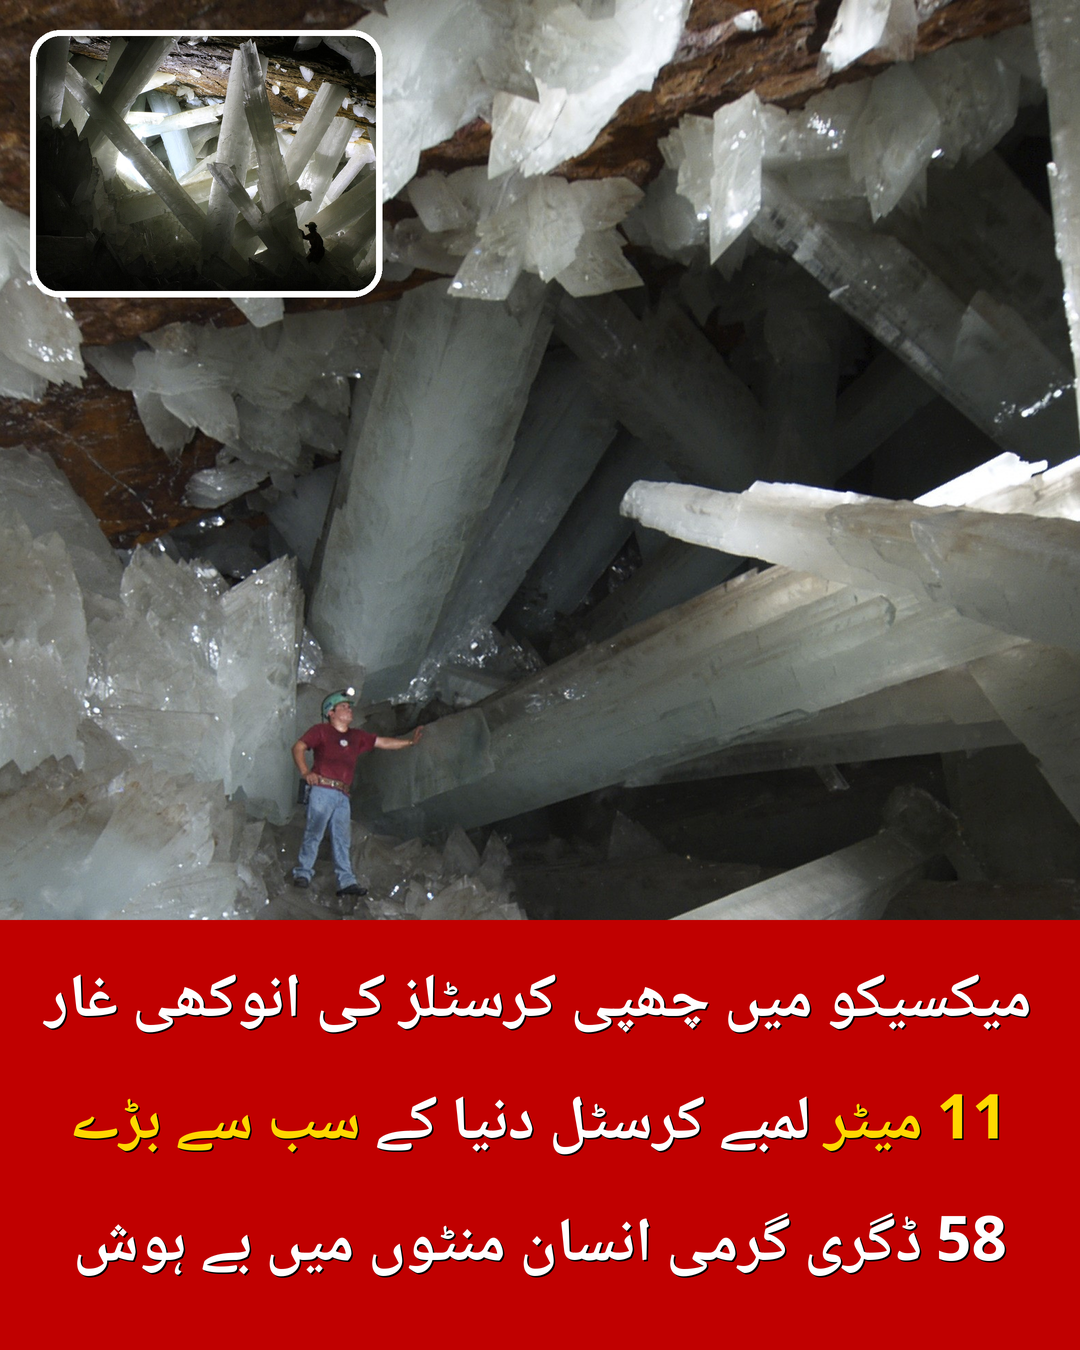 میکسیکو میں چھپی کرسٹلز کی انوکھی غار
11 میٹر لمبے کرسٹل دنیا کے سب سے بڑے
58 ڈگری گرمی انسان منٹوں میں بے ہوش